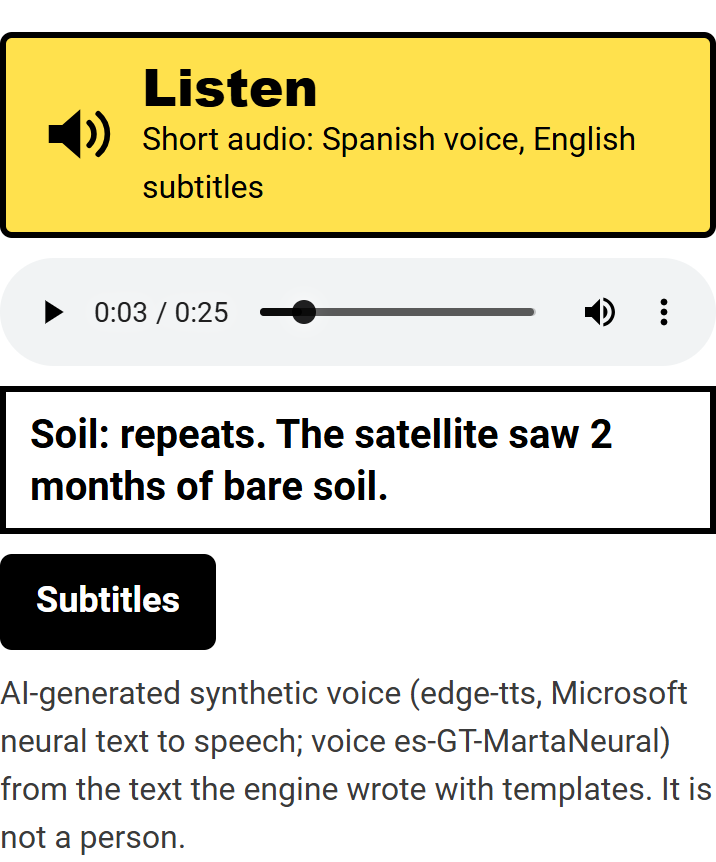 Listen
Short audio: Spanish voice, English
subtitles
0:03 / 0:25
Soil: repeats. The satellite saw 2
months of bare soil.
Subtitles
AI-generated synthetic voice (edge-tts, Microsoft
neural text to speech; voice es-GT-MartaNeural)
from the text the engine wrote with templates. It is
not a person.